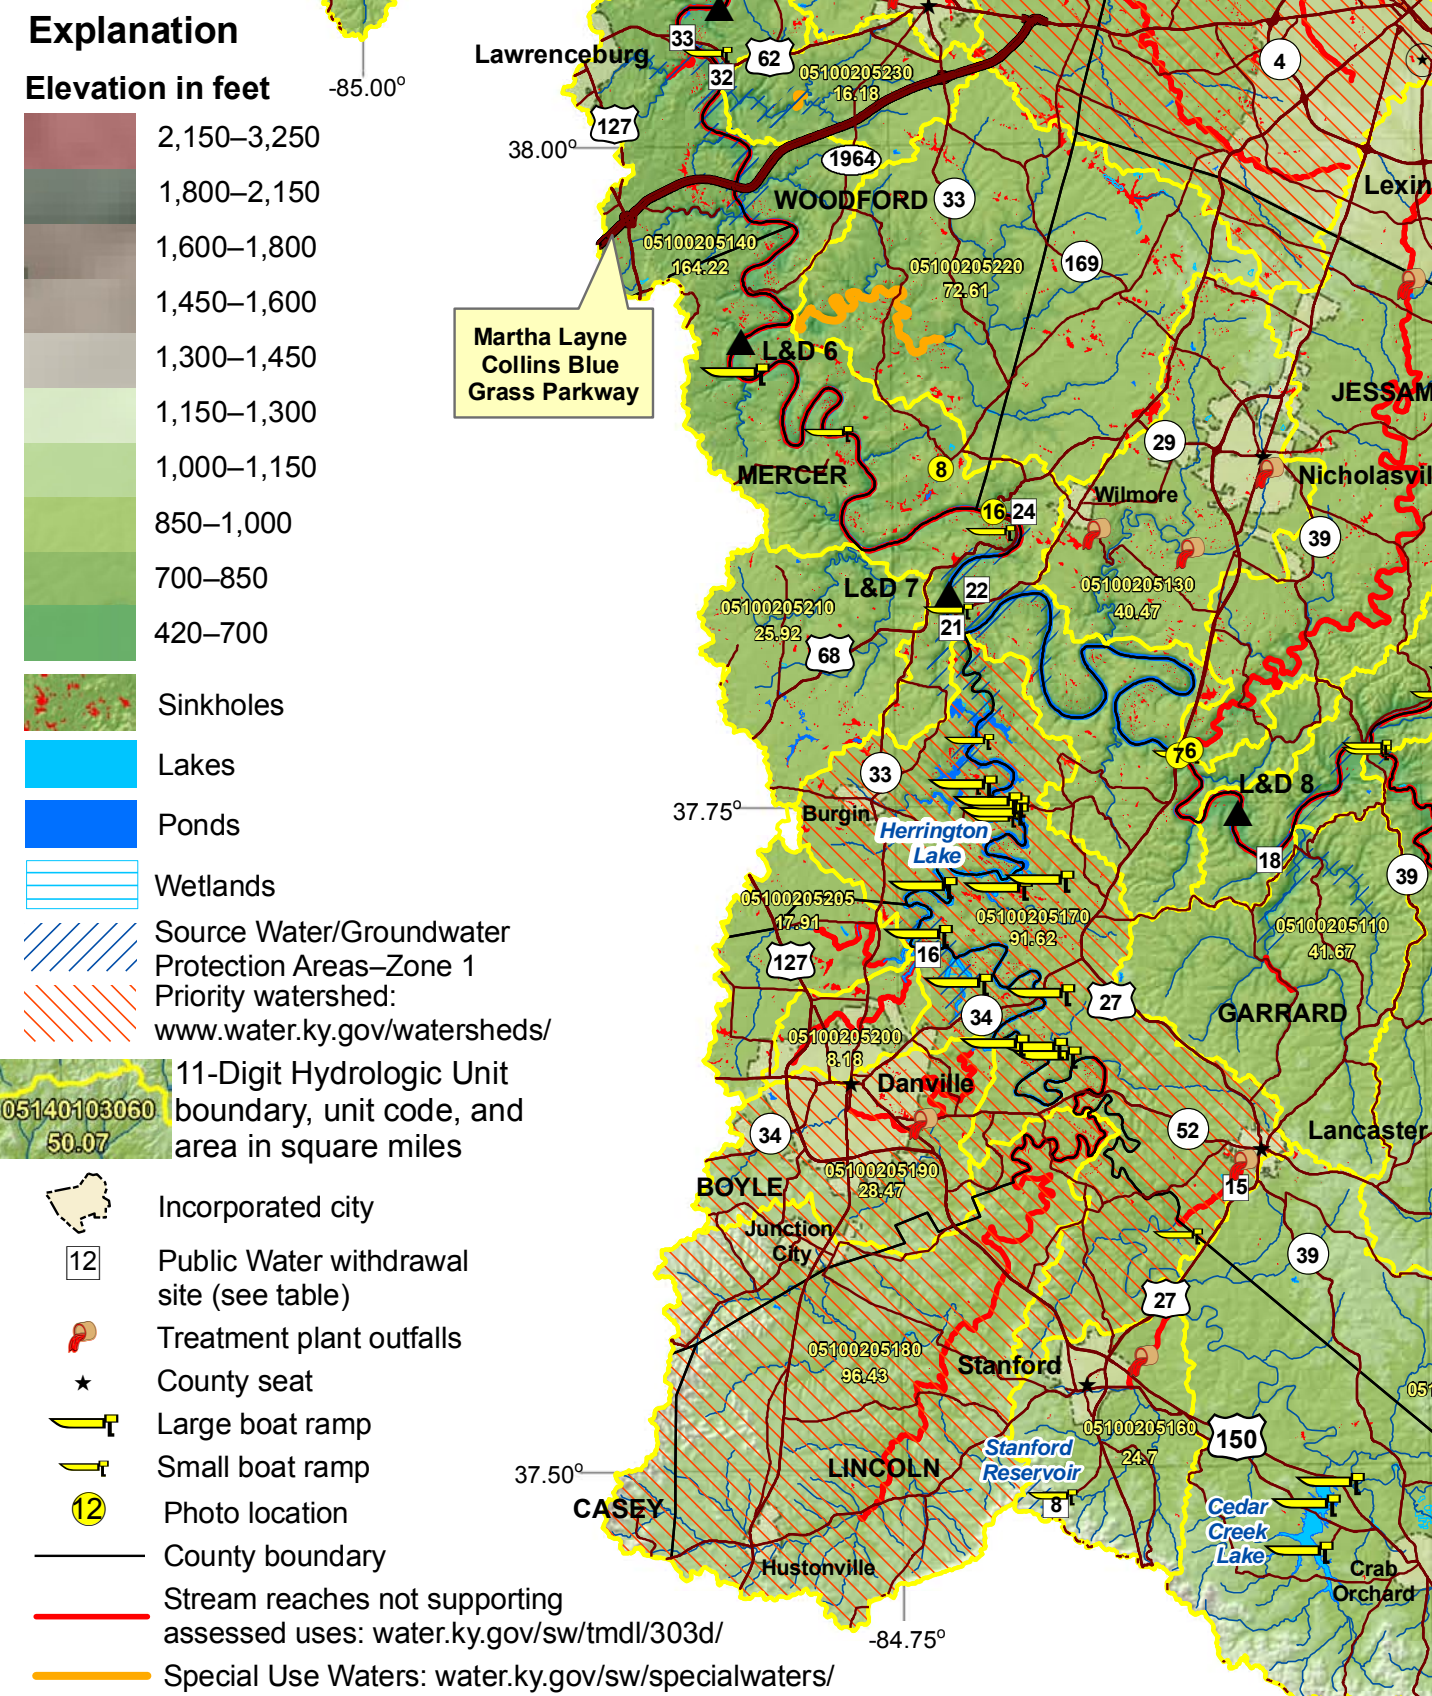 Explanation
Elevation in feet
2,150–3,250
1,800–2,150
1,600–1,800
1,450–1,600
1,300–1,450
1,150–1,300
1,000–1,150
850–1,000
700–850
420–700
Sinkholes
Lakes
Ponds
Wetlands
Source Water/Groundwater
Protection Areas–Zone 1
Priority watershed:
www.water.ky.gov/watersheds/
05140103060
50.07
11-Digit Hydrologic Unit
boundary, unit code, and
area in square miles
Incorporated city
12
Public Water withdrawal
site (see table)
Treatment plant outfalls
County seat
Large boat ramp
Small boat ramp
12
Photo location
County boundary
Stream reaches not supporting
assessed uses: water.ky.gov/sw/tmdl/303d/
Special Use Waters: water.ky.gov/sw/specialwaters/
-85.00°
38.00°
37.75°
37.50°
-84.75°
Lawrenceburg
33
32
62
05100205230
16.18
4
127
1964
WOODFORD
33
Lexin
05100205140
164.22
05100205220
72.61
169
Martha Layne
Collins Blue
Grass Parkway
L&D 6
JESSAM
29
MERCER
8
Nicholasvil
Wilmore
16
24
39
L&D 7
22
05100205130
40.47
05100205210
25.92
21
68
7
6
33
L&D 8
Burgin
Herrington
Lake
18
39
05100205205
17.91
05100205170
91.62
05100205110
41.67
127
16
27
34
GARRARD
05100205200
8.18
Danville
34
52
Lancaster
05100205190
28.47
BOYLE
15
Junction
City
39
27
05100205180
96.43
Stanford
051
05100205160
24.7
150
Stanford
Reservoir
LINCOLN
8
CASEY
Cedar
Creek
Lake
Hustonville
Crab
Orchard